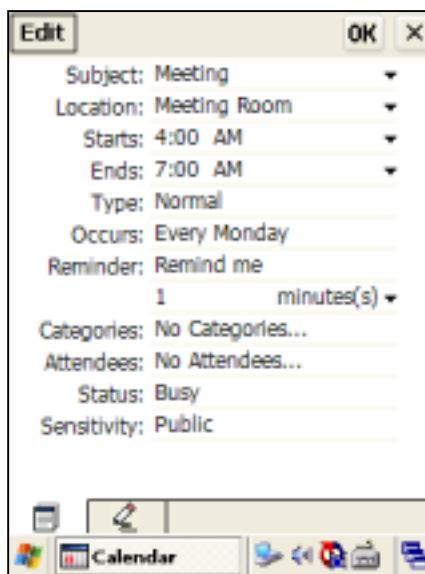 Edit OK ×
Subject: Meeting
Location: Meeting Room
Starts: 4:00 AM
Ends: 7:00 AM
Type: Normal
Occurs: Every Monday
Reminder: Remind me
1 minutes(s)
Categories: No Categories...
Attendees: No Attendees...
Status: Busy
Sensitivity: Public
Calendar